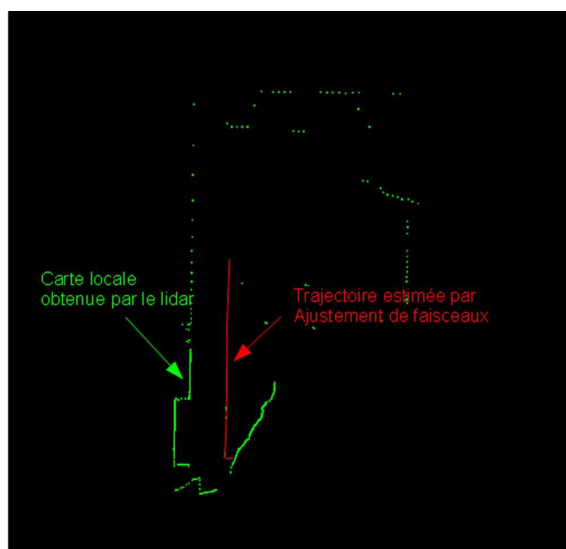 Carte locale
obtenue par le lidar
Trajectoire estimée par
Ajustement de faisceaux